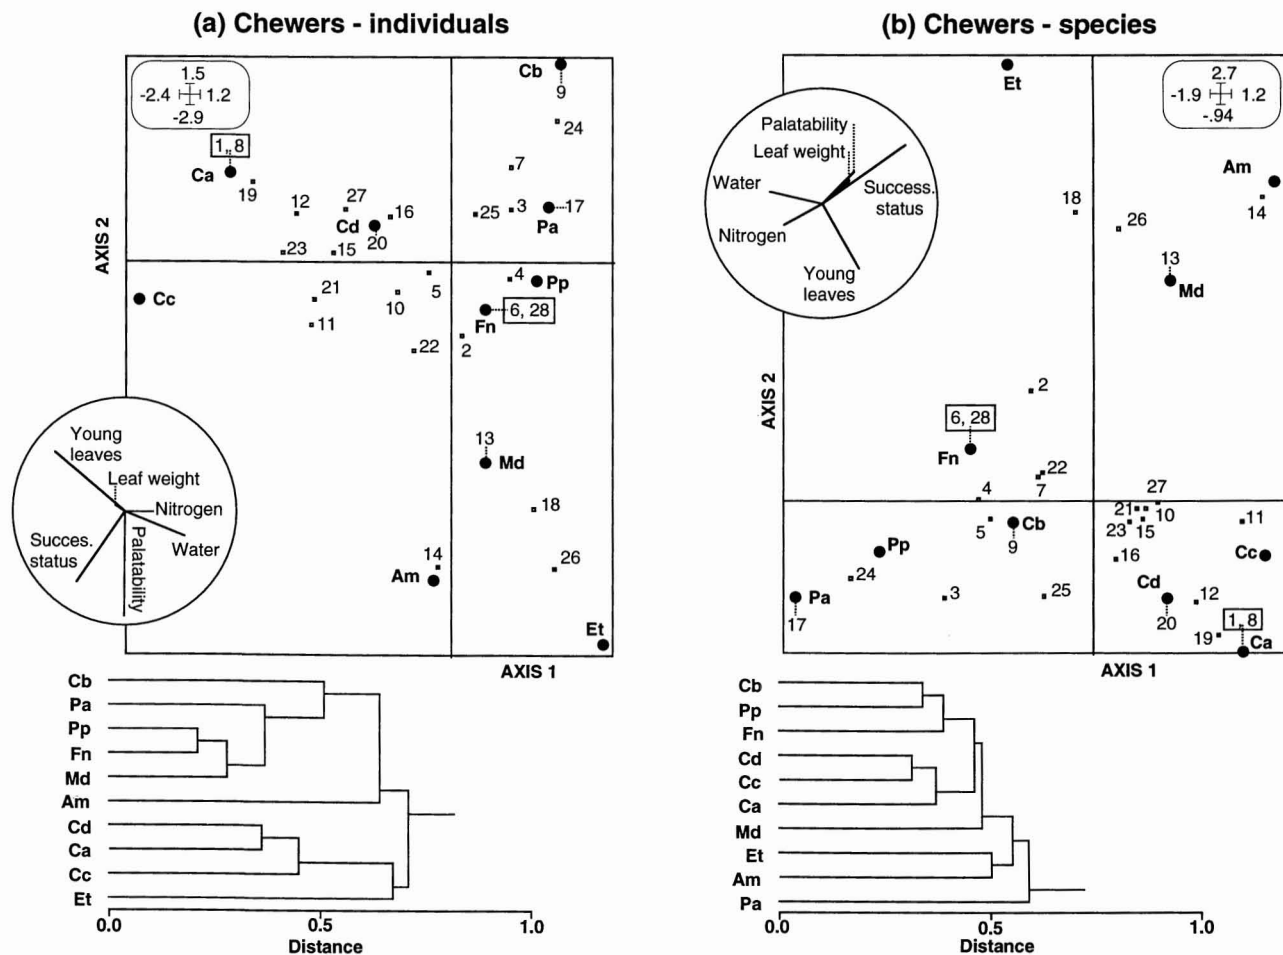 (a) Chewers - individuals
1.5
-2.4 1.2
-2.9
Cb
9
24
1, 8
Ca
19
7
12
27
16
Cd
20
25
3
17
Pa
23
15
AXIS 2
Cc
21
11
10
5
4
Pp
Fn
6, 28
22
2
13
Md
18
14
Am
26
Et
Young
leaves
Leaf weight
Nitrogen
Water
Succes.
status
Palatability
AXIS 1
Cb
Pa
Pp
Fn
Md
Am
Cd
Ca
Cc
Et
0.0 0.5 1.0
Distance
(b) Chewers - species
Et
2.7
-1.9 1.2
-.94
Palatability
Leaf weight
Water
Success.
status
Nitrogen
Young
leaves
Am
14
18
26
13
Md
AXIS 2
2
6, 28
Fn
22
7
4
5
Cb
9
27
21
10
23
15
11
16
Cc
Pp
24
Pa
17
3
25
Cd
20
12
1, 8
19
Ca
AXIS 1
Cb
Pp
Fn
Cd
Cc
Ca
Md
Et
Am
Pa
0.0 0.5 1.0
Distance